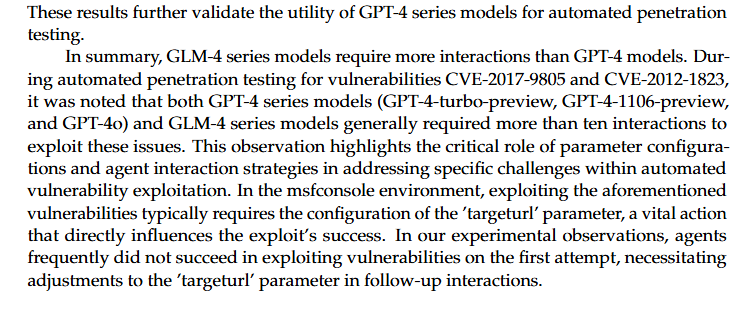 These results further validate the utility of GPT-4 series models for automated penetration
testing.
In summary, GLM-4 series models require more interactions than GPT-4 models. Dur-
ing automated penetration testing for vulnerabilities CVE-2017-9805 and CVE-2012-1823,
it was noted that both GPT-4 series models (GPT-4-turbo-preview, GPT-4-1106-preview,
and GPT-4o) and GLM-4 series models generally required more than ten interactions to
exploit these issues. This observation highlights the critical role of parameter configura-
tions and agent interaction strategies in addressing specific challenges within automated
vulnerability exploitation. In the msfconsole environment, exploiting the aforementioned
vulnerabilities typically requires the configuration of the 'targeturl' parameter, a vital action
that directly influences the exploit's success. In our experimental observations, agents
frequently did not succeed in exploiting vulnerabilities on the first attempt, necessitating
adjustments to the 'targeturl' parameter in follow-up interactions.